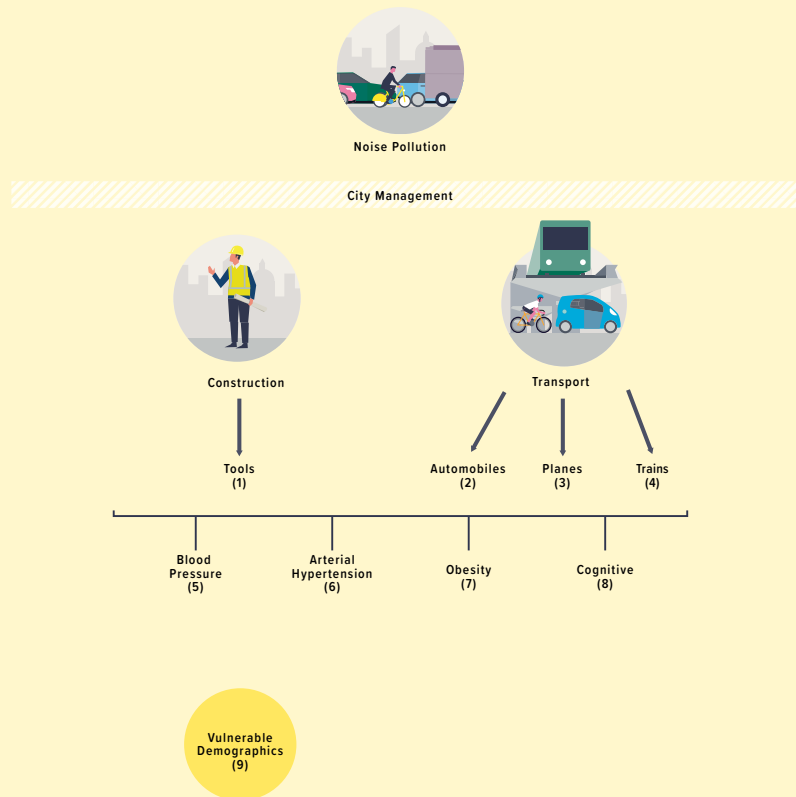 Noise Pollution
City Management
Construction
Transport
Tools
(1)
Automobiles
(2)
Planes
(3)
Trains
(4)
Blood
Pressure
(5)
Arterial
Hypertension
(6)
Obesity
(7)
Cognitive
(8)
Vulnerable
Demographics
(9)